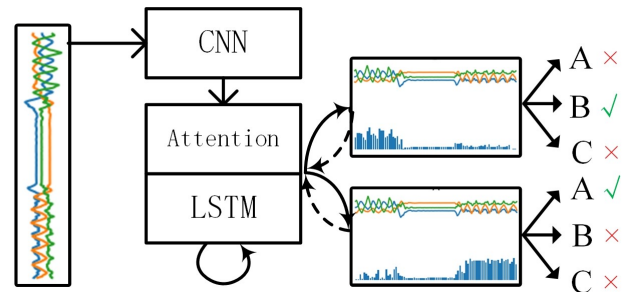 CNN
Attention
LSTM
A ×
B √
C ×
A √
B ×
C ×